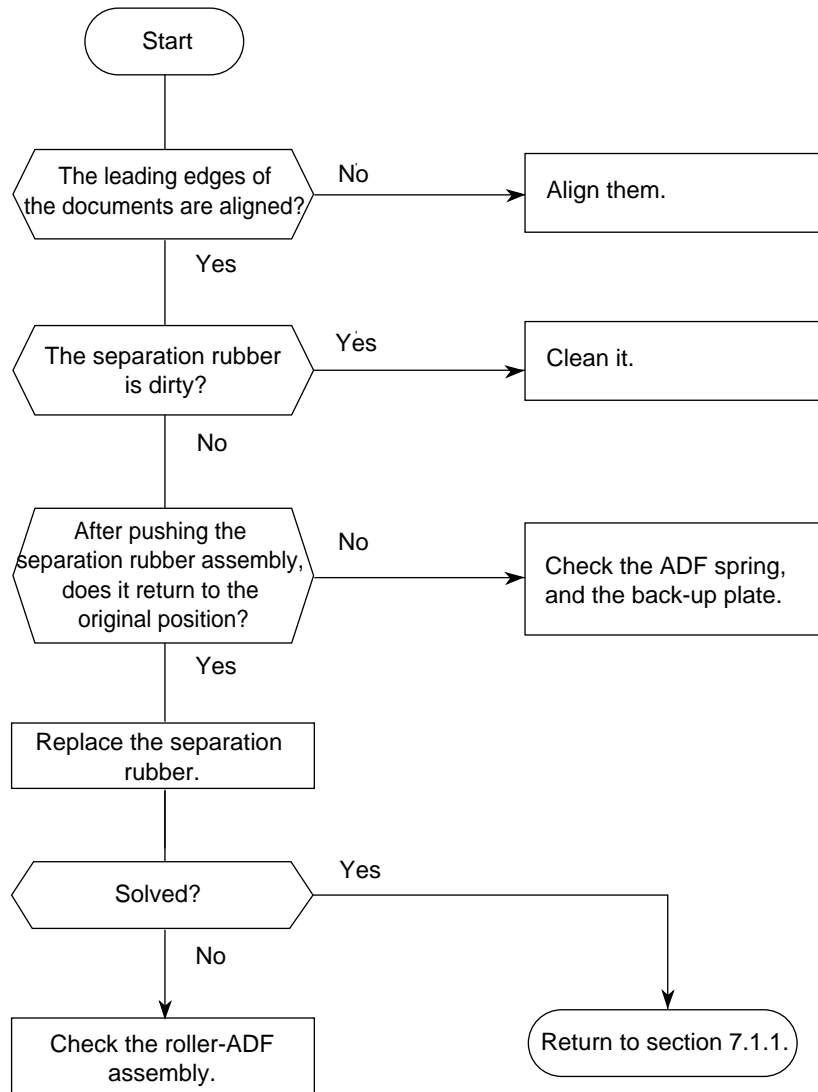 Start
The leading edges of
the documents are aligned?
No
Align them.
Yes
The separation rubber
is dirty?
Yes
Clean it.
No
After pushing the
separation rubber assembly,
does it return to the
original position?
No
Check the ADF spring,
and the back-up plate.
Yes
Replace the separation
rubber.
Solved?
Yes
No
Check the roller-ADF
assembly.
Return to section 7.1.1.